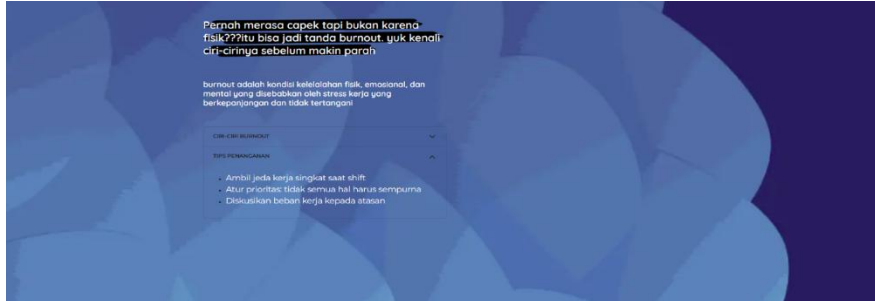 Pernah merasa capek tapi bukan karena
fisik???itu bisa jadi tanda burnout. yuk kenali
ciri-cirinya sebelum makin parah
burnout adalah kondisi kelelalahan fisik, emosianal, dan
mental yang disebabkan oleh stress kerja yang
berkepanjangan dan tidak tertangani
CIRI-CIRI BURNOUT
TIPS PENANGANAN
• Ambil jeda kerja singkat saat shift
• Atur prioritas: tidak semua hal harus sempurna
• Diskusikan beban kerja kepada atasan